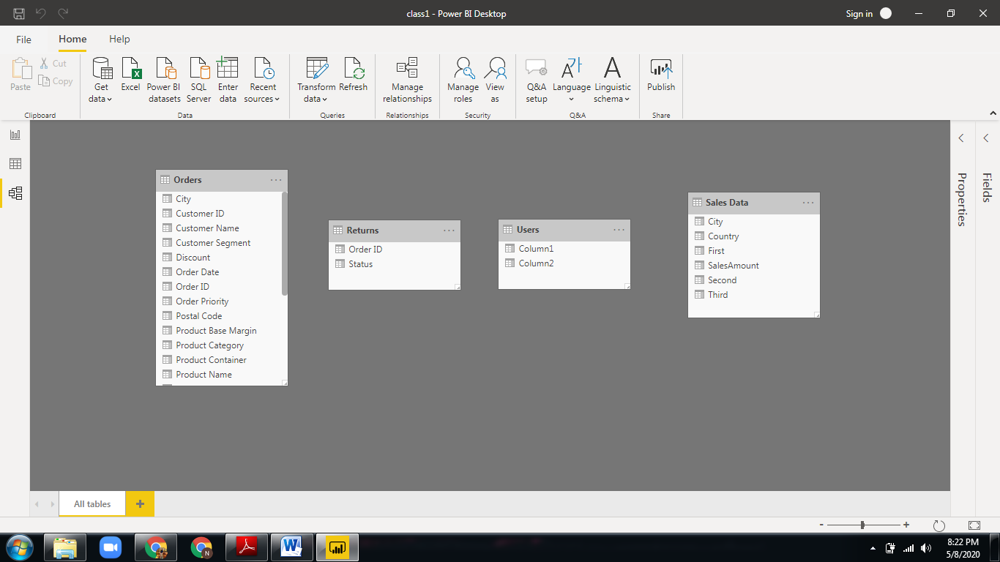 class1 - Power BI Desktop
Sign in
File
Home
Help
Paste
Cut
Copy
Clipboard
Get data
Excel
Power BI datasets
SQL Server
Enter data
Recent sources
Data
Transform data
Refresh
Queries
Manage relationships
Relationships
Manage roles
View as
Security
Q&A setup
Language
Linguistic schema
Q&A
Publish
Share
Orders
City
Customer ID
Customer Name
Customer Segment
Discount
Order Date
Order ID
Order Priority
Postal Code
Product Base Margin
Product Category
Product Container
Product Name
Returns
Order ID
Status
Users
Column1
Column2
Sales Data
City
Country
First
SalesAmount
Second
Third
Properties
Fields
All tables
8:22 PM
5/8/2020